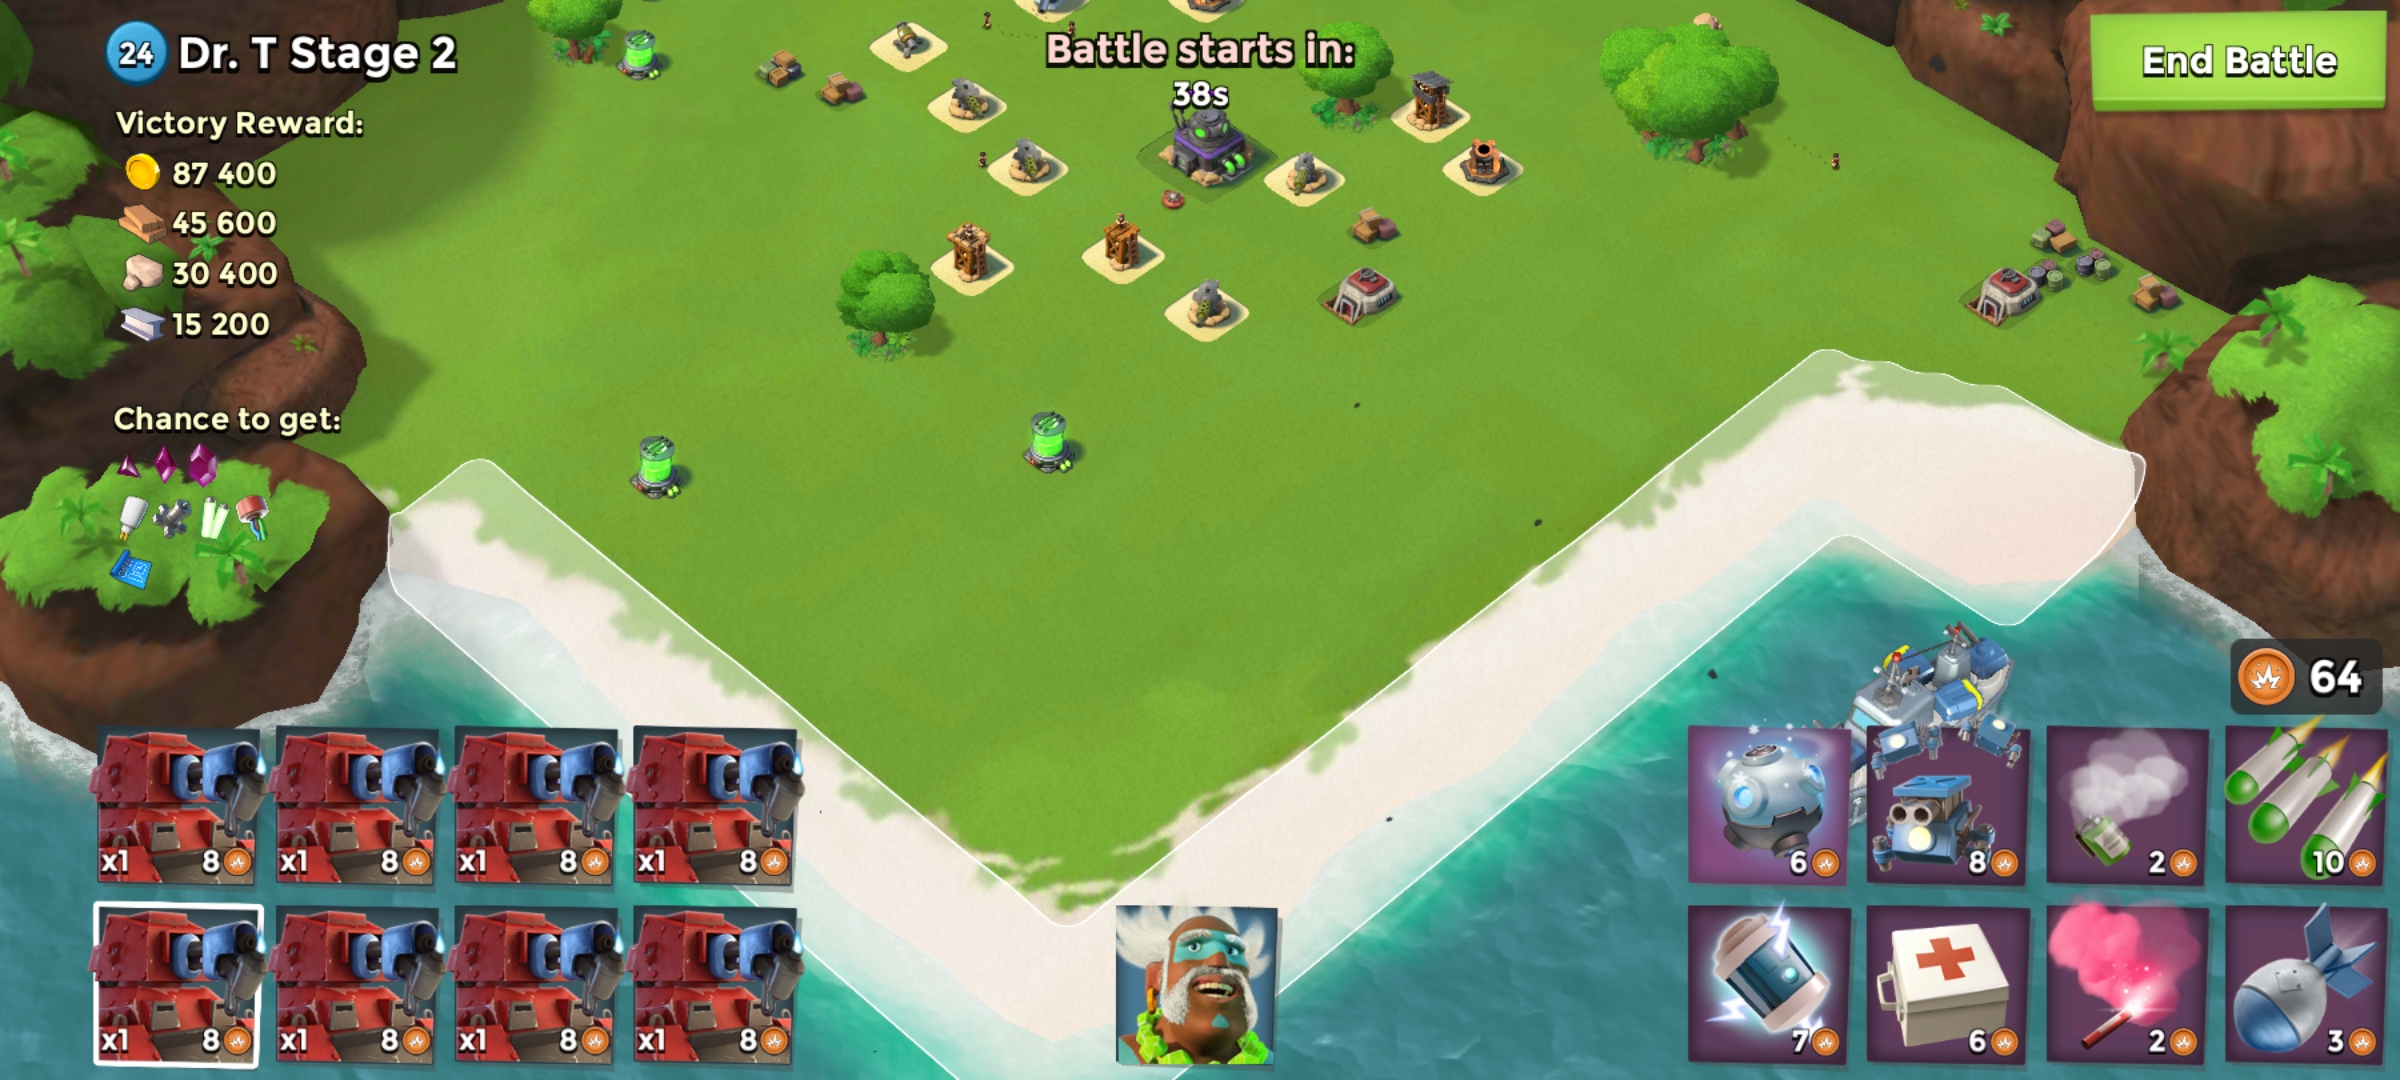 24 Dr. T Stage 2
Battle starts in:
38s
End Battle
Victory Reward:
87 400
45 600
30 400
15 200
Chance to get:
64
x1 8 x1 8 x1 8 x1 8
6 8 2 10
x1 8 x1 8 x1 8 x1 8
7 6 2 3